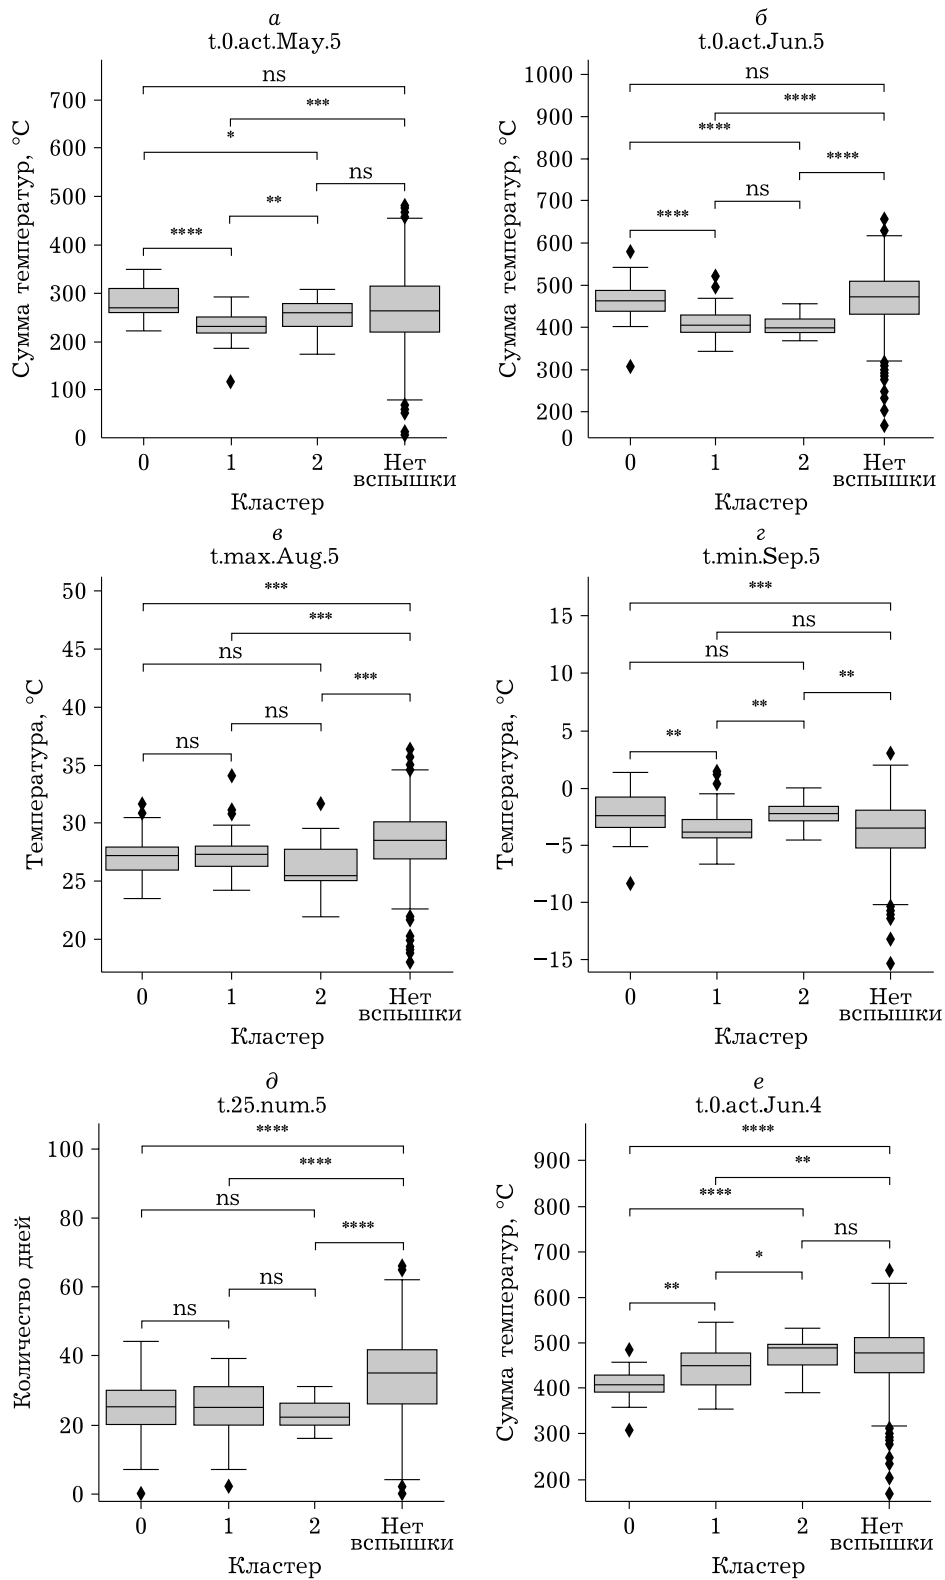 а
t.0.act.May.5
Сумма температур, °C
700
600
500
400
300
200
100
0
ns
***
*
ns
**
****
0
1
2
Нет
вспышки
Кластер
б
t.0.act.Jun.5
Сумма температур, °C
1000
900
800
700
600
500
400
300
200
0
ns
****
****
****
ns
****
0
1
2
Нет
вспышки
Кластер
в
t.max.Aug.5
Температура, °C
50
45
40
35
30
25
20
***
***
ns
***
ns
ns
0
1
2
Нет
вспышки
Кластер
г
t.min.Sep.5
Температура, °C
15
10
5
0
−5
−10
−15
***
ns
ns
**
**
**
0
1
2
Нет
вспышки
Кластер
д
t.25.num.5
Количество дней
100
80
60
40
20
0
****
****
ns
****
ns
ns
0
1
2
Нет
вспышки
Кластер
е
t.0.act.Jun.4
Сумма температур, °C
900
800
700
600
500
400
300
200
****
**
****
ns
*
**
0
1
2
Нет
вспышки
Кластер